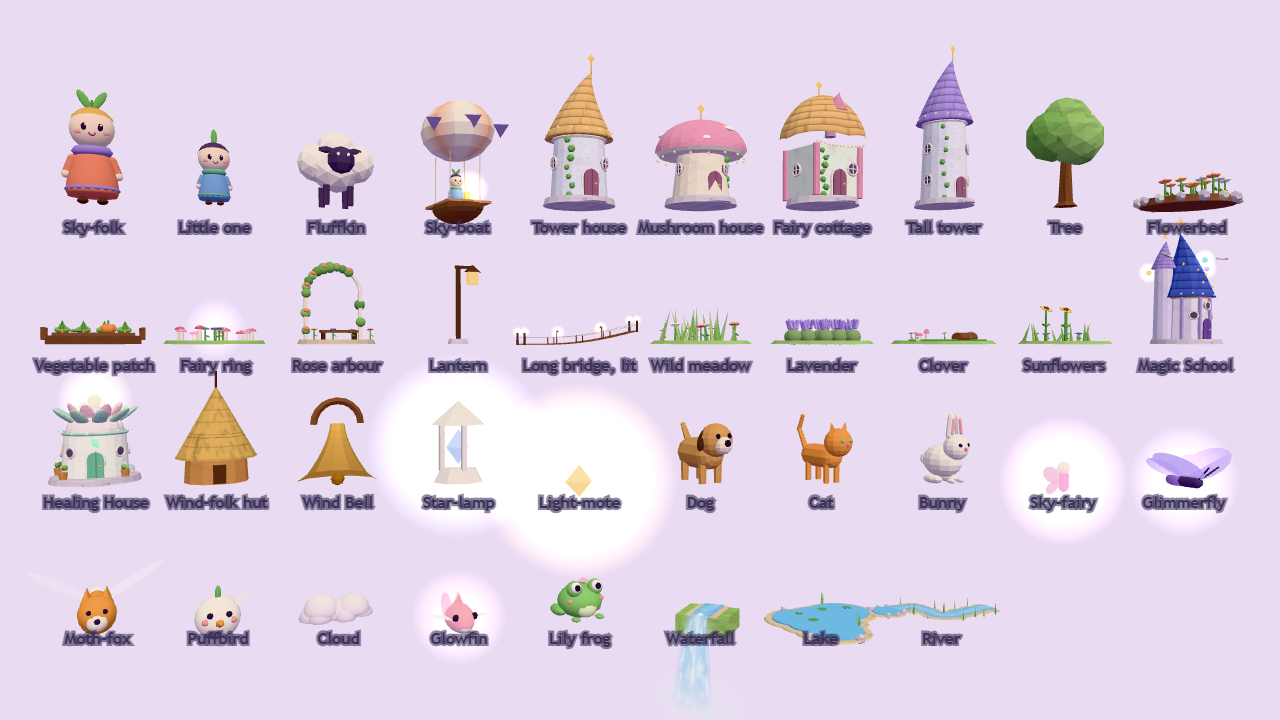 Sky-folk Little one Fluffkin Sky-boat Tower house Mushroom house Fairy cottage Tall tower Tree Flowerbed
Vegetable patch Fairy ring Rose arbour Lantern Long bridge, lit Wild meadow Lavender Clover Sunflowers Magic School
Healing House Wind-folk hut Wind Bell Star-lamp Light-mote Dog Cat Bunny Sky-fairy Glimmerfly
Moth-fox Puffbird Cloud Glowfin Lily frog Waterfall Lake River